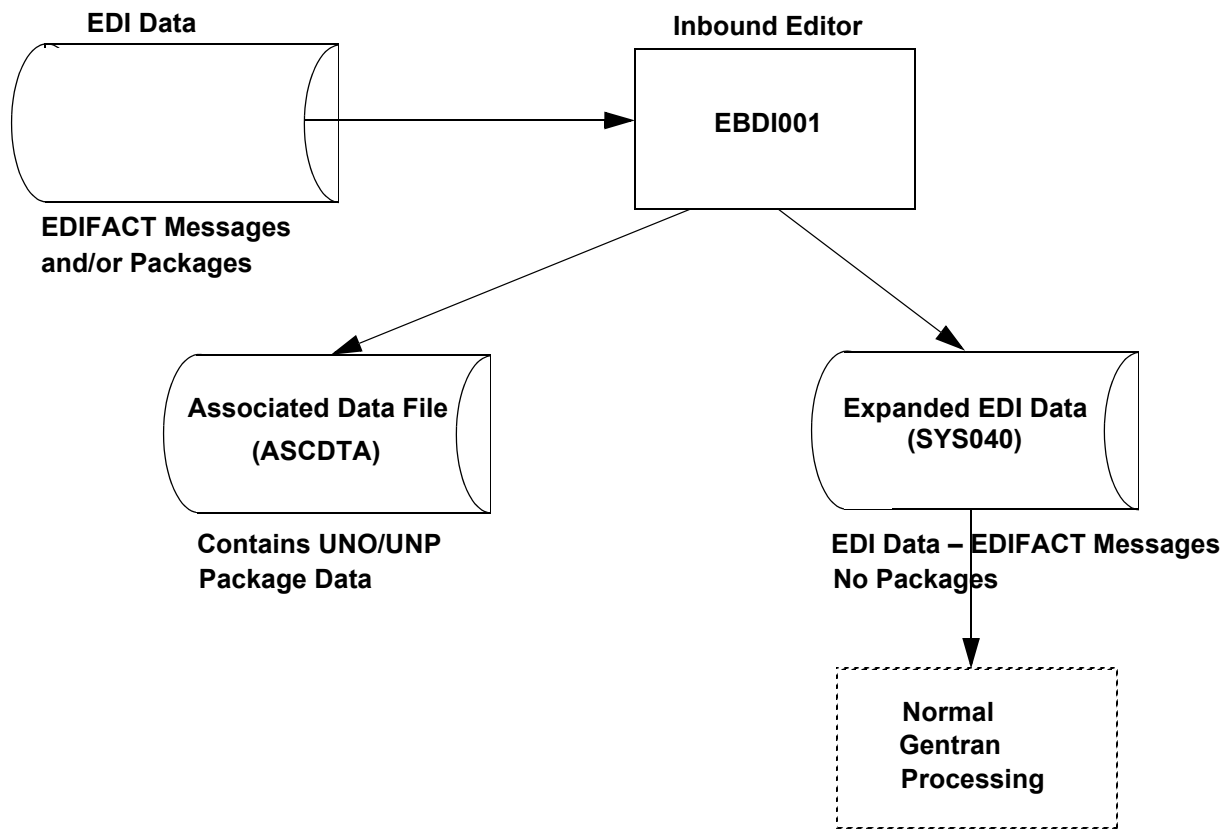 EDI Data
Inbound Editor
EBDI001
EDIFACT Messages
and/or Packages
Associated Data File
(ASCDTA)
Expanded EDI Data
(SYS040)
Contains UNO/UNP
Package Data
EDI Data – EDIFACT Messages
No Packages
Normal
Gentran
Processing